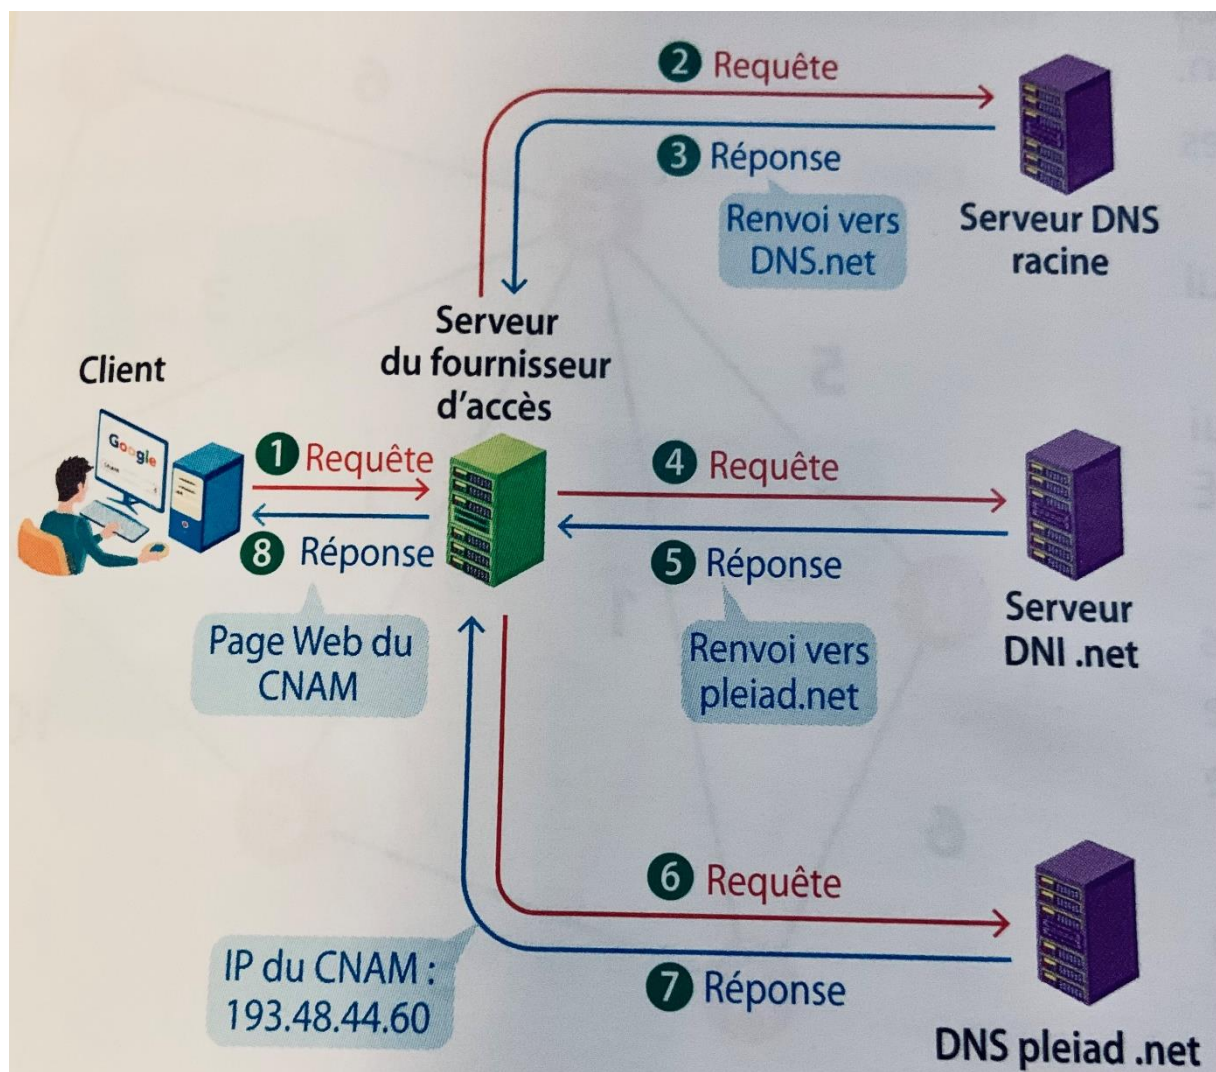 2 Requête
3 Réponse
Renvoi vers
DNS.net
Serveur DNS
racine
Serveur
du fournisseur
d'accès
Client
Google
1 Requête
8 Réponse
Page Web du
CNAM
4 Requête
5 Réponse
Renvoi vers
pleiad.net
Serveur
DNI .net
6 Requête
7 Réponse
IP du CNAM :
193.48.44.60
DNS pleiad .net